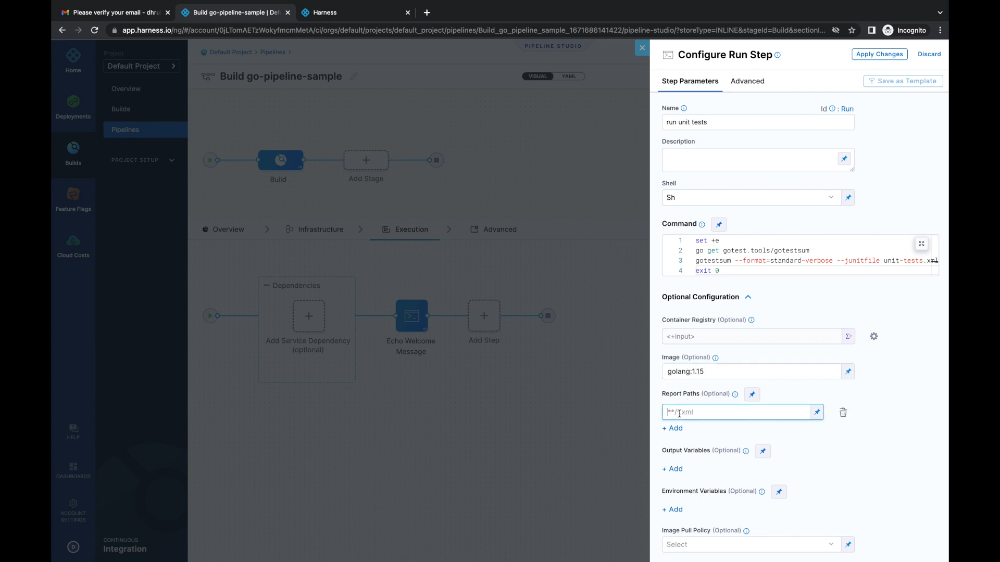 Please verify your email - dhru
Build go-pipeline-sample | Def
Harness
app.harness.io/ng/#/account/0jLTomAETzWokyfmcmMetA/ci/orgs/default/projects/default_project/pipelines/Build_go_pipeline_sample_1671686141422/pipeline-studio/?storeType=INLINE&stageId=Build&sectionI...
Incognito
Home
Deployments
Builds
Feature Flags
Cloud Costs
HELP
DASHBOARDS
ACCOUNT
SETTINGS
D
Project
Default Project
Overview
Builds
Pipelines
PROJECT SETUP
CONTINUOUS
Integration
Default Project > Pipelines >
PIPELINE STUDIO
Build go-pipeline-sample
VISUAL YAML
Build
Add Stage
Overview
Infrastructure
Execution
Advanced
Dependencies
Add Service Dependency
(optional)
Echo Welcome
Message
Add Step
Configure Run Step
Apply Changes
Discard
Step Parameters
Advanced
Save as Template
Name
Id : Run
run unit tests
Description
Shell
Sh
Command
1 set +e
2 go get gotest.tools/gotestsum
3 gotestsum --format=standard-verbose --junitfile unit-tests.xml
4 exit 0
Optional Configuration
Container Registry (Optional)
<+input>
Image (Optional)
golang:1.15
Report Paths (Optional)
**/*.xml
+ Add
Output Variables (Optional)
+ Add
Environment Variables (Optional)
+ Add
Image Pull Policy (Optional)
Select